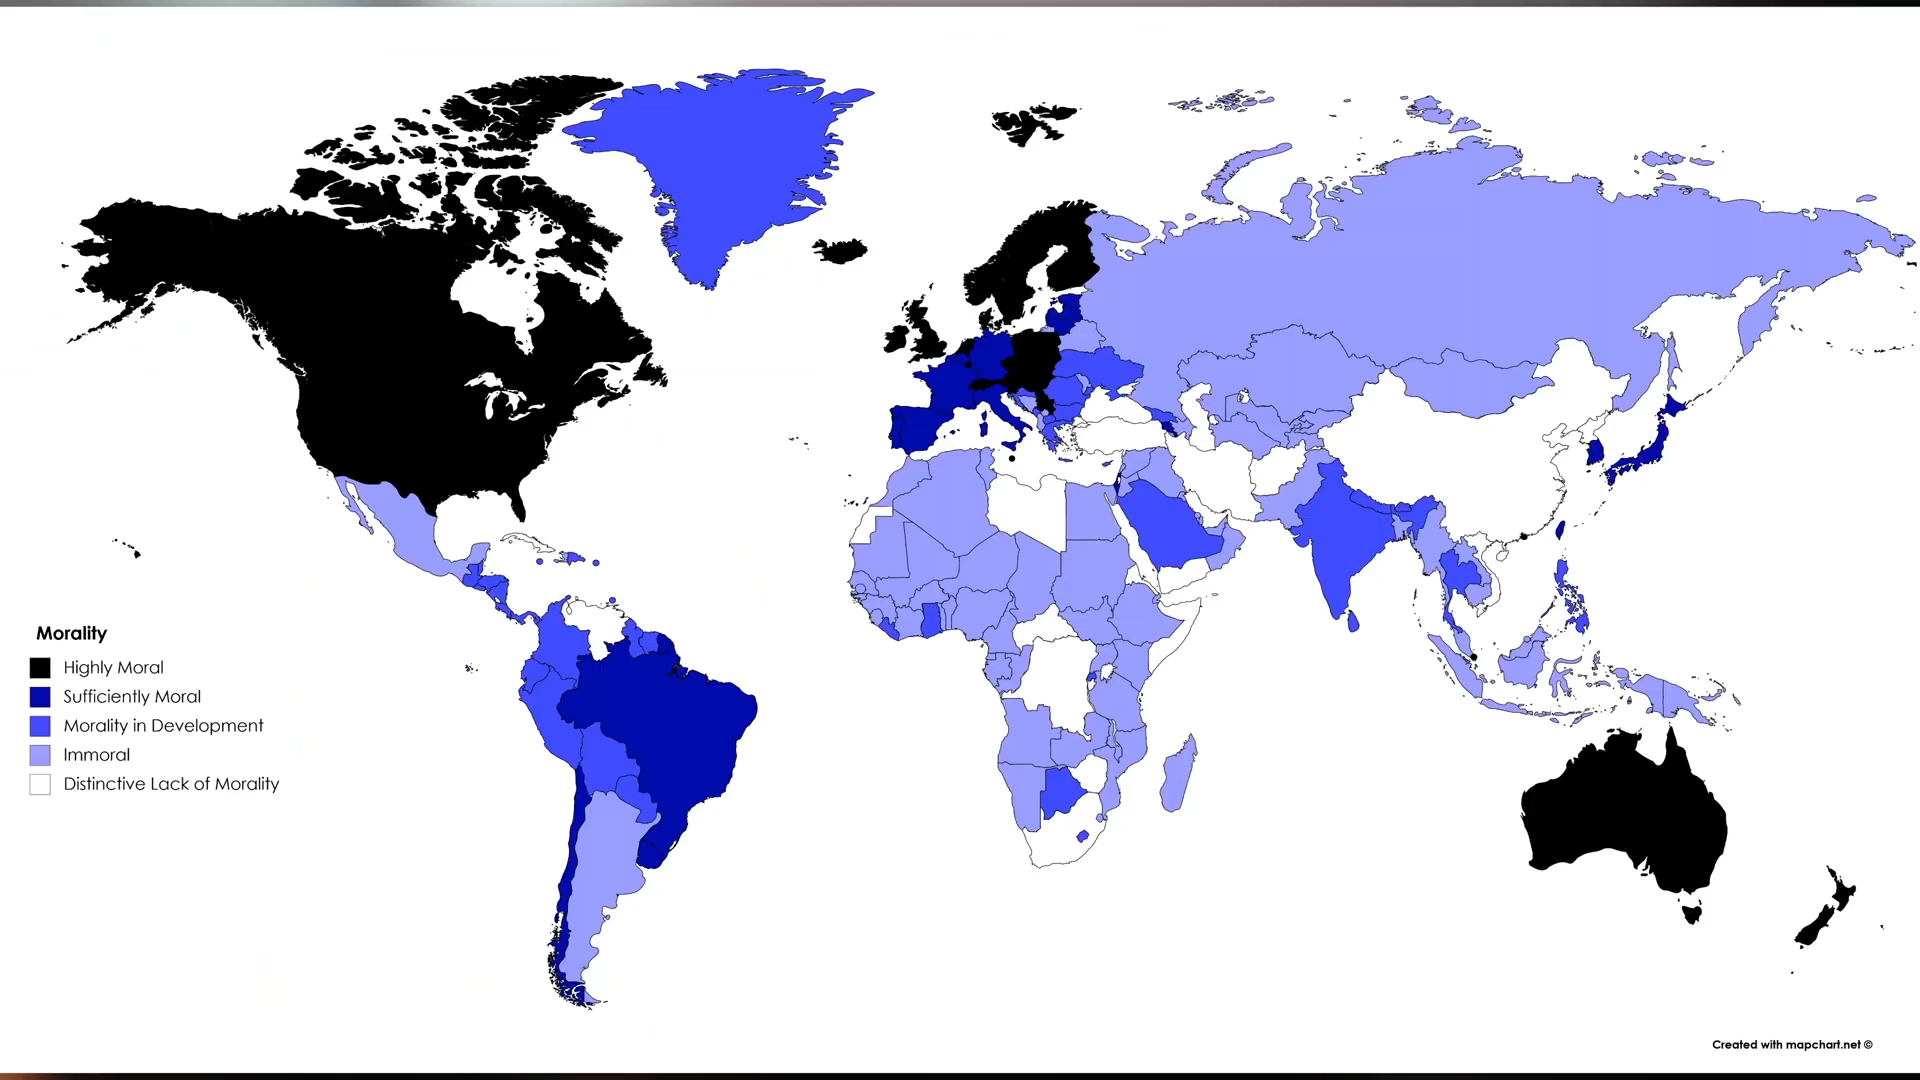 Morality
Highly Moral
Sufficiently Moral
Morality in Development
Immoral
Distinctive Lack of Morality
Created with mapchart.net ©